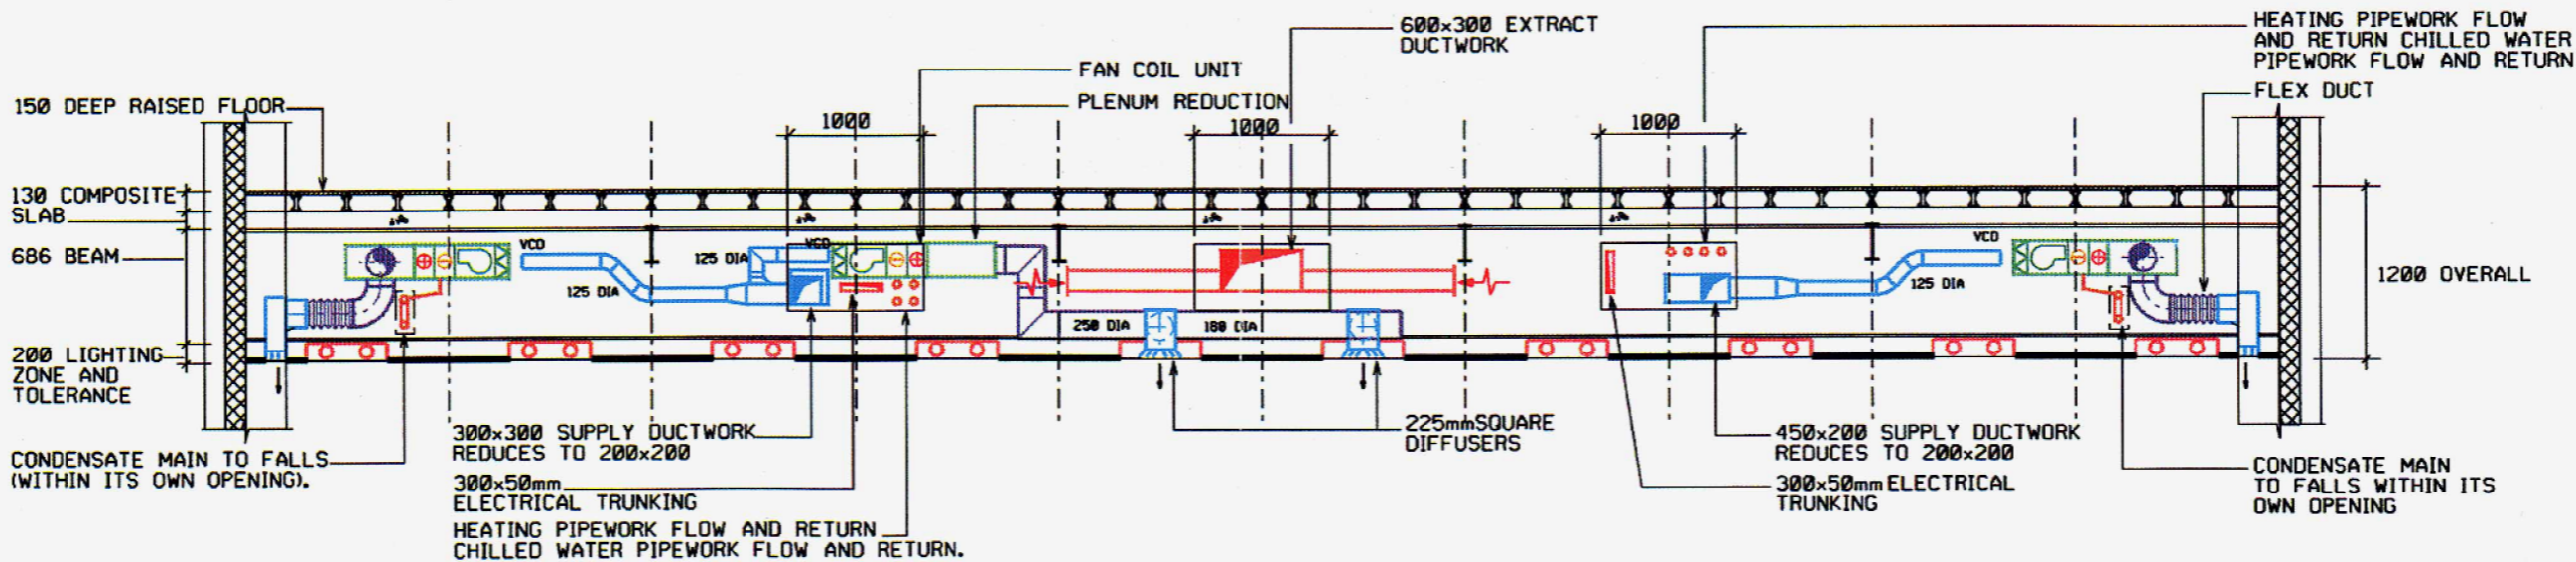 600x300 EXTRACT
DUCTWORK
HEATING PIPEWORK FLOW
AND RETURN CHILLED WATER
PIPEWORK FLOW AND RETURN
FAN COIL UNIT
PLENUM REDUCTION
FLEX DUCT
150 DEEP RAISED FLOOR
1000
1000
1000
130 COMPOSITE
SLAB
686 BEAM
VCD
VCD
VCD
125 DIA
125 DIA
125 DIA
1200 OVERALL
250 DIA
180 DIA
200 LIGHTING
ZONE AND
TOLERANCE
CONDENSATE MAIN TO FALLS
(WITHIN ITS OWN OPENING).
300x300 SUPPLY DUCTWORK
REDUCES TO 200x200
300x50mm
ELECTRICAL TRUNKING
HEATING PIPEWORK FLOW AND RETURN
CHILLED WATER PIPEWORK FLOW AND RETURN.
225mmSQUARE
DIFFUSERS
450x200 SUPPLY DUCTWORK
REDUCES TO 200x200
300x50mm ELECTRICAL
TRUNKING
CONDENSATE MAIN
TO FALLS WITHIN ITS
OWN OPENING